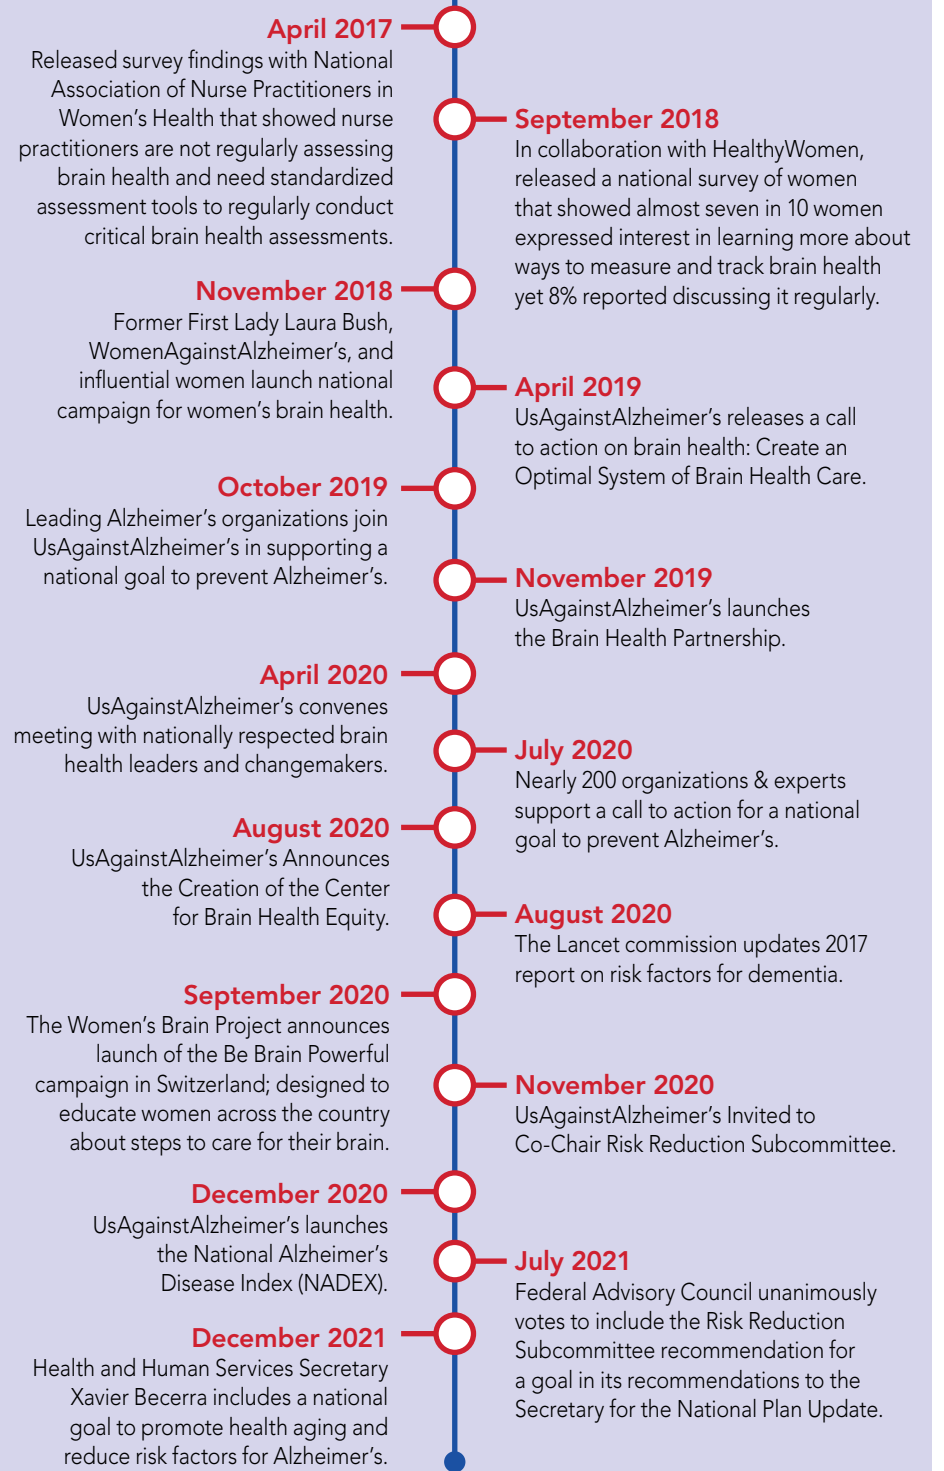 April 2017
Released survey findings with National
Association of Nurse Practitioners in
Women's Health that showed nurse
practitioners are not regularly assessing
brain health and need standardized
assessment tools to regularly conduct
critical brain health assessments.
September 2018
In collaboration with HealthyWomen,
released a national survey of women
that showed almost seven in 10 women
expressed interest in learning more about
ways to measure and track brain health
yet 8% reported discussing it regularly.
November 2018
Former First Lady Laura Bush,
WomenAgainstAlzheimer's, and
influential women launch national
campaign for women's brain health.
April 2019
UsAgainstAlzheimer's releases a call
to action on brain health: Create an
Optimal System of Brain Health Care.
October 2019
Leading Alzheimer's organizations join
UsAgainstAlzheimer's in supporting a
national goal to prevent Alzheimer's.
November 2019
UsAgainstAlzheimer's launches
the Brain Health Partnership.
April 2020
UsAgainstAlzheimer's convenes
meeting with nationally respected brain
health leaders and changemakers.
July 2020
Nearly 200 organizations & experts
support a call to action for a national
goal to prevent Alzheimer's.
August 2020
UsAgainstAlzheimer's Announces
the Creation of the Center
for Brain Health Equity.
August 2020
The Lancet commission updates 2017
report on risk factors for dementia.
September 2020
The Women's Brain Project announces
launch of the Be Brain Powerful
campaign in Switzerland; designed to
educate women across the country
about steps to care for their brain.
November 2020
UsAgainstAlzheimer's Invited to
Co-Chair Risk Reduction Subcommittee.
December 2020
UsAgainstAlzheimer's launches
the National Alzheimer's
Disease Index (NADEX).
July 2021
Federal Advisory Council unanimously
votes to include the Risk Reduction
Subcommittee recommendation for
a goal in its recommendations to the
Secretary for the National Plan Update.
December 2021
Health and Human Services Secretary
Xavier Becerra includes a national
goal to promote health aging and
reduce risk factors for Alzheimer's.